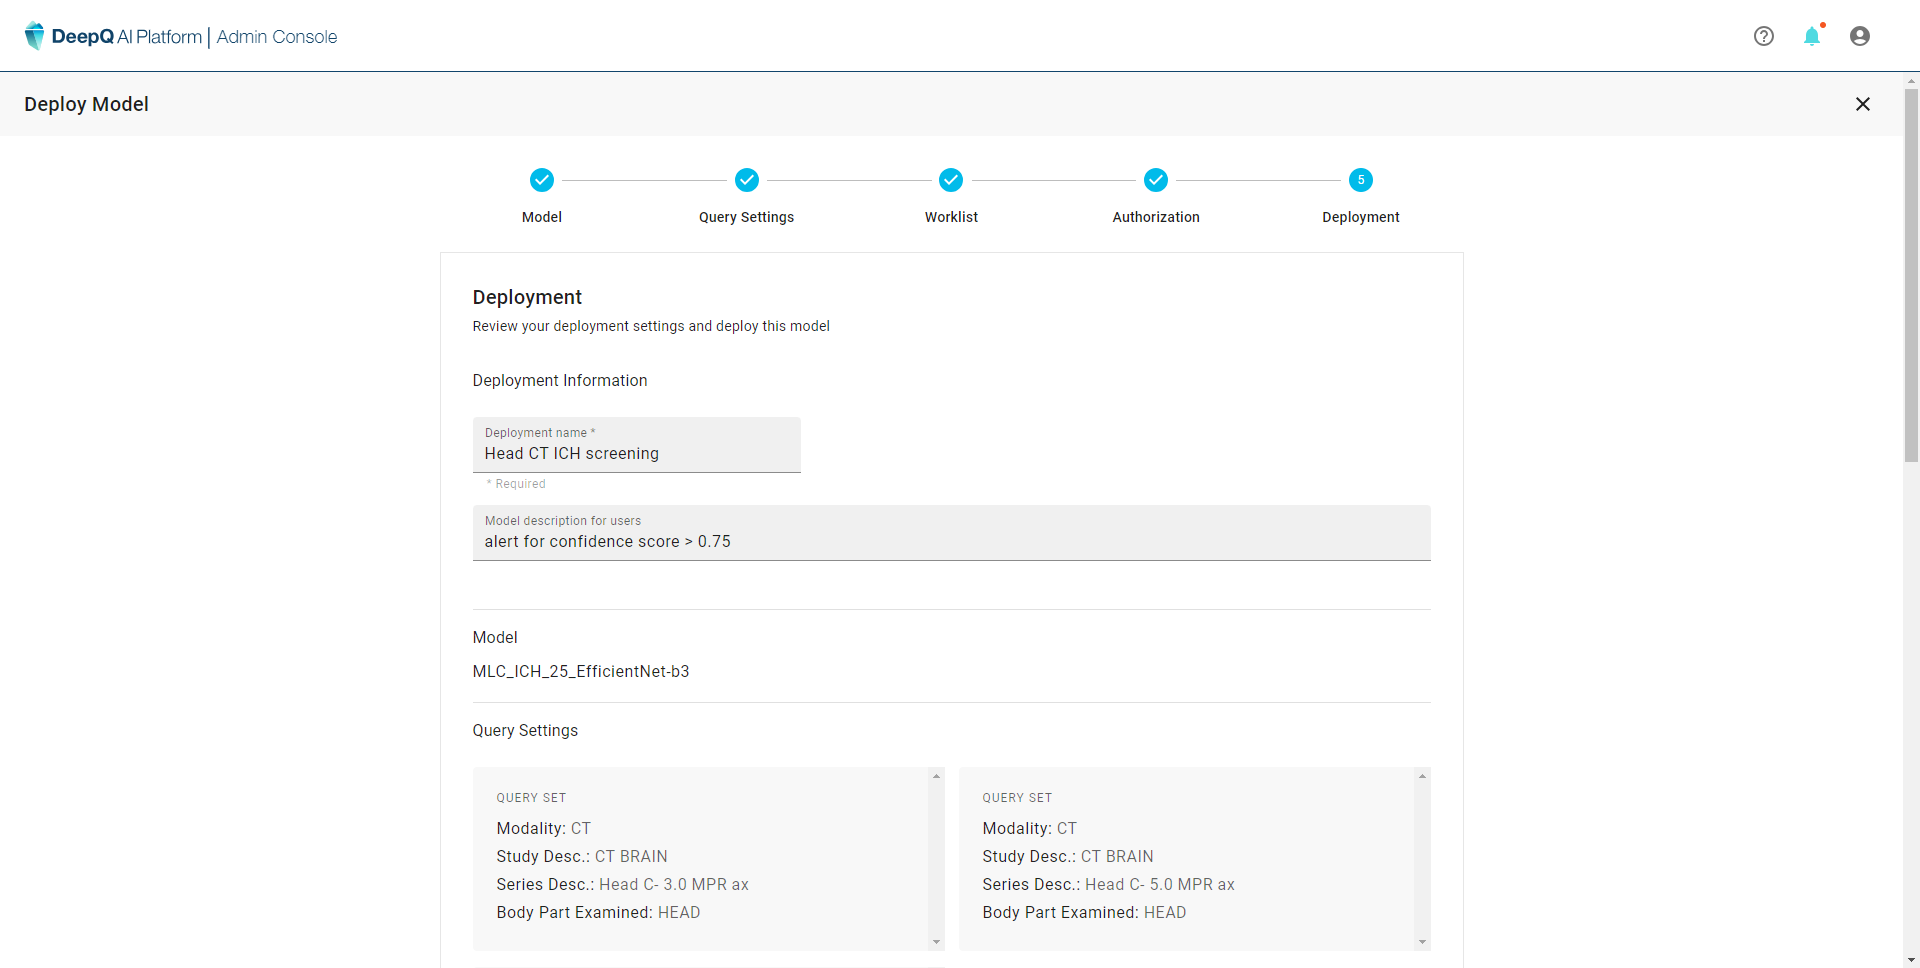 DeepQ AI Platform | Admin Console
Deploy Model
5
Model
Query Settings
Worklist
Authorization
Deployment
Deployment
Review your deployment settings and deploy this model
Deployment Information
Deployment name *
Head CT ICH screening
* Required
Model description for users
alert for confidence score > 0.75
Model
MLC_ICH_25_EfficientNet-b3
Query Settings
QUERY SET
Modality: CT
Study Desc.: CT BRAIN
Series Desc.: Head C- 3.0 MPR ax
Body Part Examined: HEAD
QUERY SET
Modality: CT
Study Desc.: CT BRAIN
Series Desc.: Head C- 5.0 MPR ax
Body Part Examined: HEAD